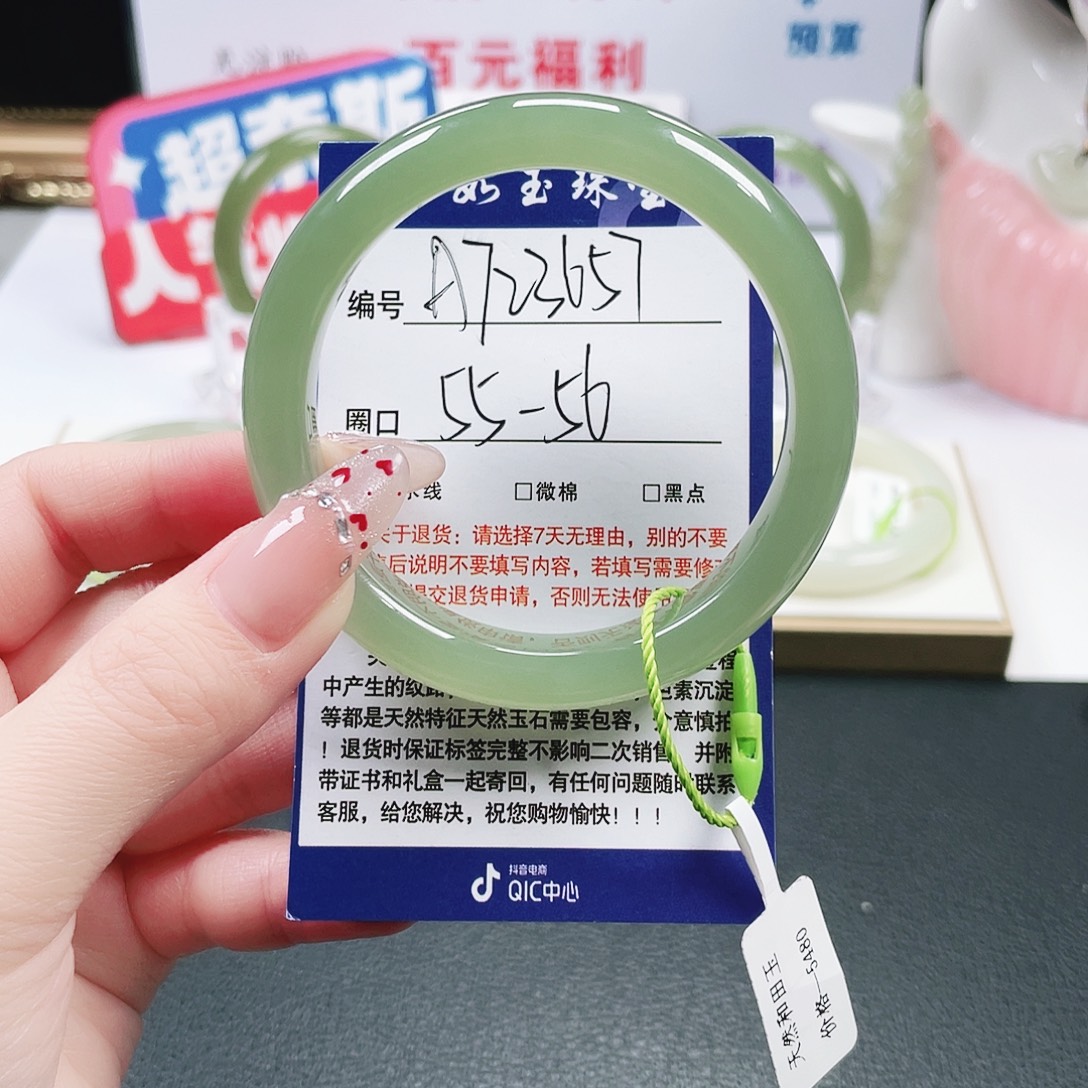 百元福利
预算
超奈斯
如玉珠宝
编号 A723657
圈口 55-56
水线 □微棉 □黑点
关于退货：请选择7天无理由，别的不要
后说明不要填写内容，若填写需要修
提交退货申请，否则无法使
中产生的纹路 色素沉淀
等都是天然特征天然玉石需要包容，介意慎拍
！退货时保证标签完整不影响二次销售 并附
带证书和礼盒一起寄回，有任何问题随时联系
客服，给您解决，祝您购物愉快！！！
抖音电商
QIC中心
天然和田玉
价格—5480